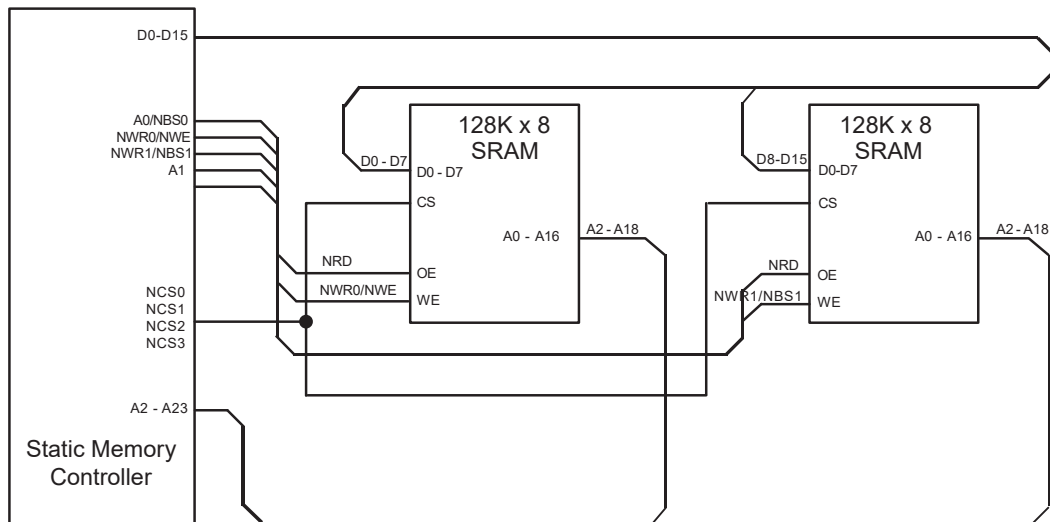 D0-D15
A0/NBS0
NWR0/NWE
NWR1/NBS1
A1
NCS0
NCS1
NCS2
NCS3
A2 - A23
Static Memory
Controller
128K x 8
SRAM
D0 - D7
D0 - D7
CS
A0 - A16
A2 - A18
NRD
OE
NWR0/NWE
WE
128K x 8
SRAM
D8-D15
D0-D7
CS
A0 - A16
A2 - A18
NRD
OE
NWR1/NBS1
WE